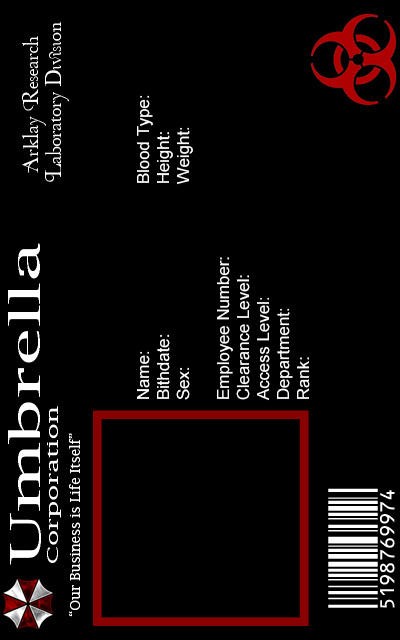 Umbrella
Corporation
Arklay Research
Laboratory Division
“Our Business is Life Itself”
Name:
Bithdate:
Sex:
Blood Type:
Height:
Weight:
Employee Number:
Clearance Level:
Access Level:
Department:
Rank:
5198769974